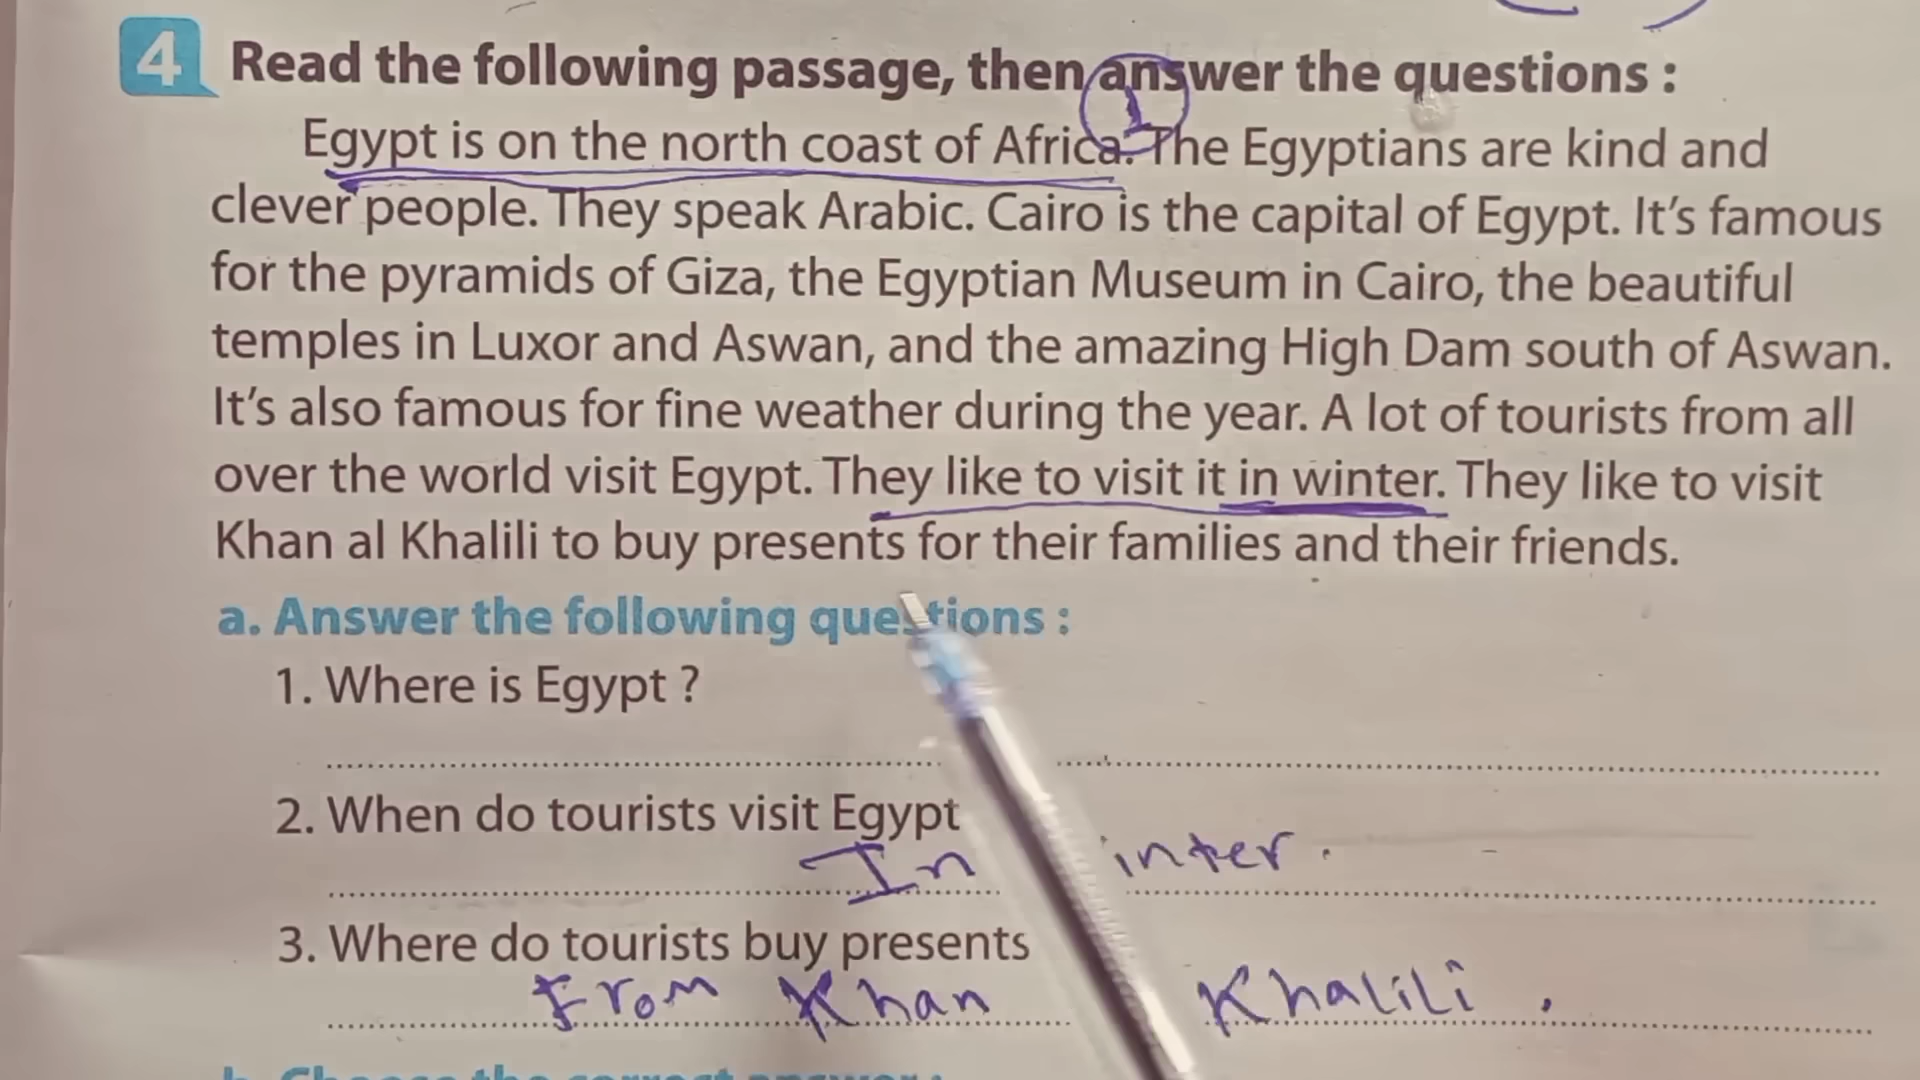 4 Read the following passage, then answer the questions :
1
Egypt is on the north coast of Africa. The Egyptians are kind and
clever people. They speak Arabic. Cairo is the capital of Egypt. It's famous
for the pyramids of Giza, the Egyptian Museum in Cairo, the beautiful
temples in Luxor and Aswan, and the amazing High Dam south of Aswan.
It's also famous for fine weather during the year. A lot of tourists from all
over the world visit Egypt. They like to visit it in winter. They like to visit
Khan al Khalili to buy presents for their families and their friends.
a. Answer the following questions :
1. Where is Egypt ?
2. When do tourists visit Egypt
In inter.
3. Where do tourists buy presents
From Khan Khalili .
b. Choose the correct answer :